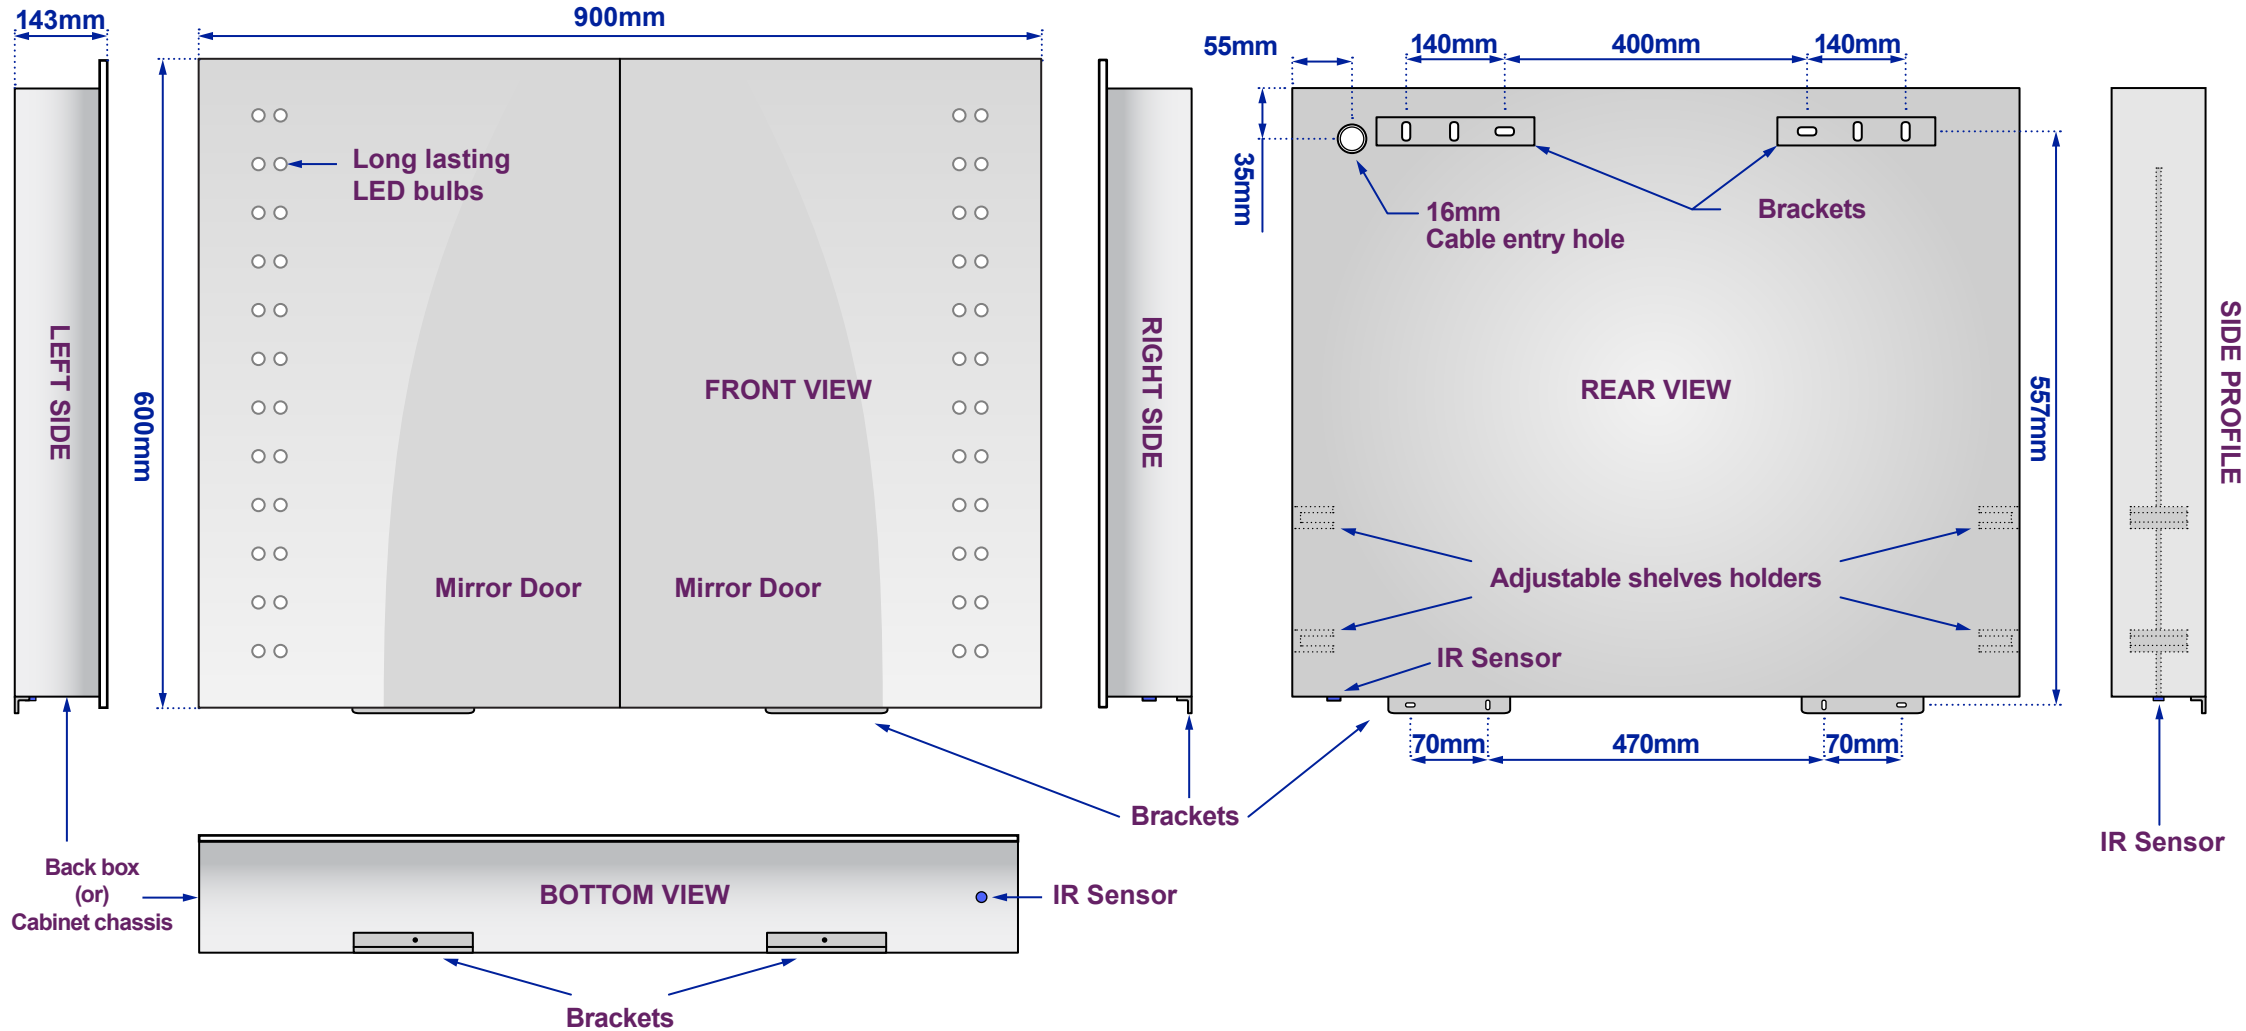 143mm
900mm
55mm
140mm
400mm
140mm
35mm
Long lasting
LED bulbs
16mm
Cable entry hole
Brackets
LEFT SIDE
600mm
FRONT VIEW
RIGHT SIDE
REAR VIEW
557mm
SIDE PROFILE
Mirror Door
Mirror Door
Adjustable shelves holders
IR Sensor
70mm
470mm
70mm
Brackets
IR Sensor
Back box
(or)
Cabinet chassis
BOTTOM VIEW
IR Sensor
Brackets